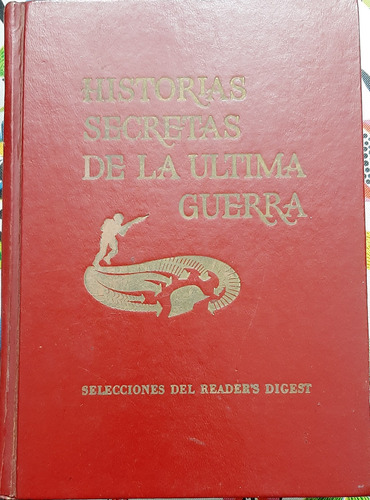 HISTORIAS
SECRETAS
DE LA ULTIMA
GUERRA
SELECCIONES DEL READER'S DIGEST